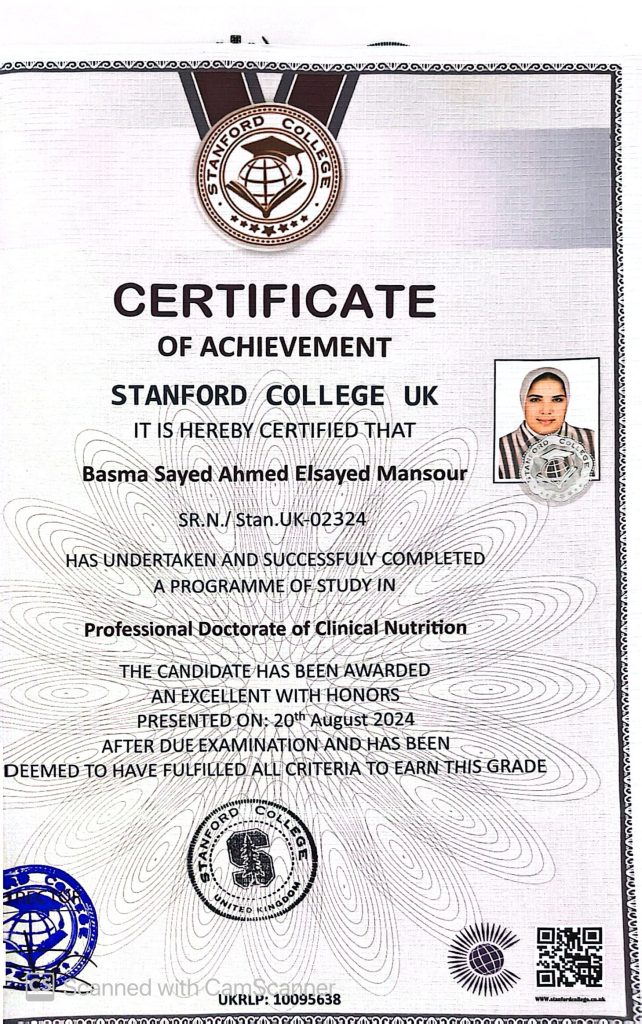 STANFORD COLLEGE
CERTIFICATE
OF ACHIEVEMENT
STANFORD COLLEGE UK
IT IS HEREBY CERTIFIED THAT
STANFORD COLLEGE
Basma Sayed Ahmed Elsayed Mansour
SR.N./ Stan.UK-02324
HAS UNDERTAKEN AND SUCCESSFULY COMPLETED
A PROGRAMME OF STUDY IN
Professional Doctorate of Clinical Nutrition
THE CANDIDATE HAS BEEN AWARDED
AN EXCELLENT WITH HONORS
PRESENTED ON: 20th August 2024
AFTER DUE EXAMINATION AND HAS BEEN
DEEMED TO HAVE FULFILLED ALL CRITERIA TO EARN THIS GRADE
STANFORD COLLEGE
S
UNITED KINGDOM
CS Scanned with CamScanner
UKRLP: 10095638
www.stanfordcollege.co.uk